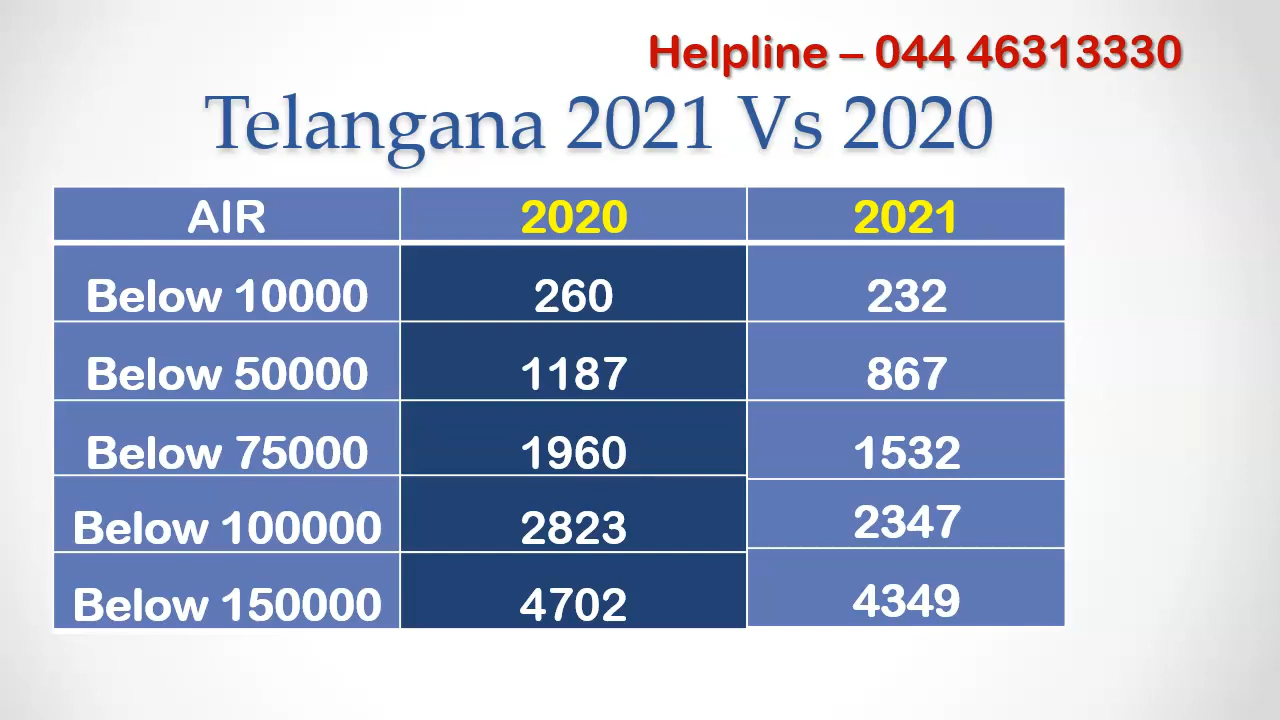 Helpline – 044 46313330
Telangana 2021 Vs 2020
AIR 2020 2021
Below 10000 260 232
Below 50000 1187 867
Below 75000 1960 1532
Below 100000 2823 2347
Below 150000 4702 4349